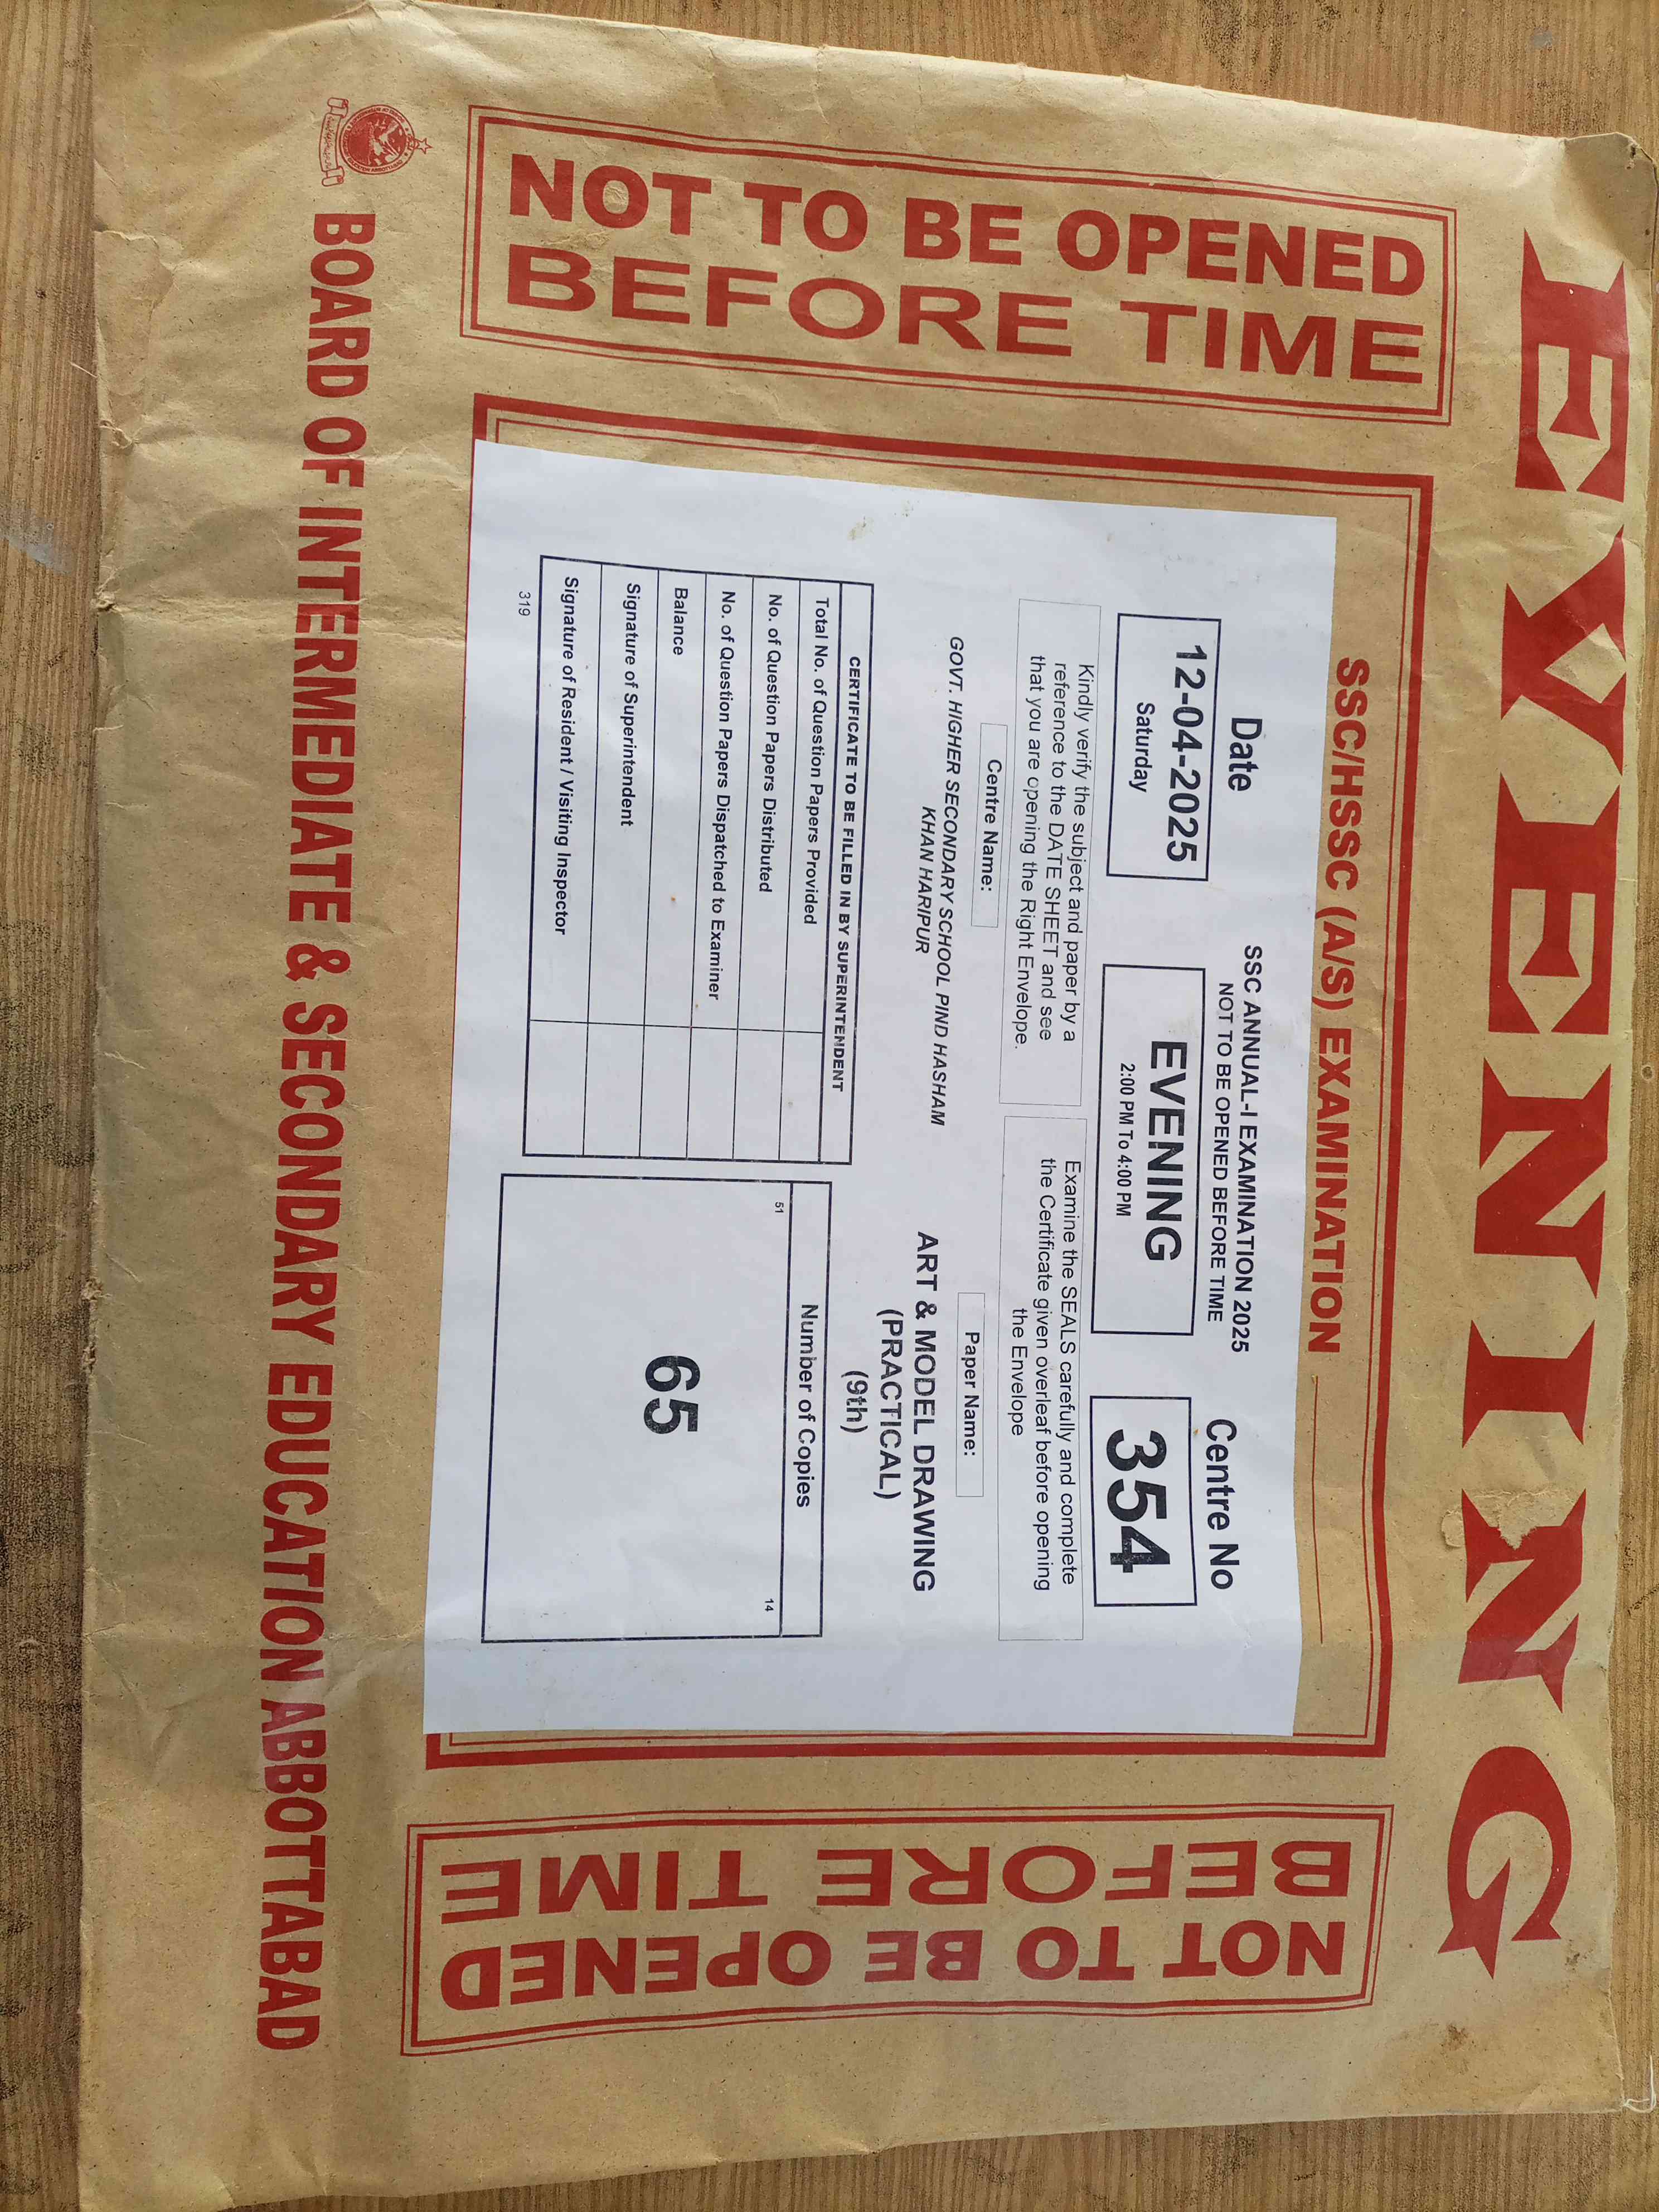 EVENING
SSC/HSSC (A/S) EXAMINATION
NOT TO BE OPENED
BEFORE TIME
Date
12-04-2025
Saturday
SSC ANNUAL-I EXAMINATION 2025
NOT TO BE OPENED BEFORE TIME
EVENING
2:00 PM To 4:00 PM
Centre No
354
Kindly verify the subject and paper by a
reference to the DATE SHEET and see
that you are opening the Right Envelope.
Examine the SEALS carefully and complete
the Certificate given overleaf before opening
the Envelope
Centre Name:
GOVT. HIGHER SECONDARY SCHOOL PIND HASHAM
KHAN HARIPUR
Paper Name:
ART & MODEL DRAWING
(PRACTICAL)
(9th)
CERTIFICATE TO BE FILLED IN BY SUPERINTENDENT
Total No. of Question Papers Provided
No. of Question Papers Distributed
No. of Question Papers Dispatched to Examiner
Balance
Signature of Superintendent
Signature of Resident / Visiting Inspector
319
Number of Copies
51
14
65
NOT TO BE OPENED
BEFORE TIME
BOARD OF INTERMEDIATE & SECONDARY EDUCATION ABBOTTABAD